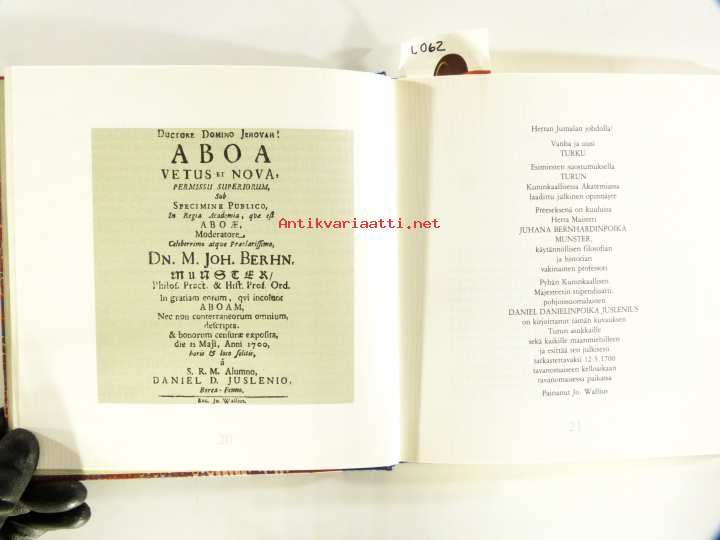 L062
DUCTORE DOMINO JEHOVAH!
ABOA
VETUS ET NOVA,
PERMISSU SUPERIORUM,
Sub
SPECIMINE PUBLICO,
In Regia Academia, quæ est
ABOÆ,
Moderatore,
Celeberrimo atque Præclarissimo,
DN. M. JOH. BERHN.
MUNSTER/
Philos. Pract. & Hist. Prof. Ord.
In gratiam eorum, qui incolunt
ABOAM,
Nec non conterraneorum omnium,
descripta.
& bonorum censuræ exposita,
die 12 Maji, Anni 1700,
horis & loco solitis,
â
S. R. M. Alumno,
DANIEL D. JUSLENIO,
Borea-Fenno,
Exc. Jo. Wallius.
20
Herran Jumalan johdolla!
Vanha ja uusi
TURKU
Esimiesten suostumuksella
TURUN
Kuninkaallisessa Akatemiassa
laadittu julkinen opinnäyte
Preeseksenä on kuuluisa
Herra Maisteri
JUHANA BERNHARDINPOIKA
MUNSTER,
käytännöllisen filosofian
ja historian
vakinainen professori
Pyhän Kuninkaallisen
Majesteetin stipendiaatti,
pohjoissuomalainen
DANIEL DANIELINPOIKA JUSLENIUS
on kirjoittanut tämän kuvauksen
Turun asukkaille
sekä kaikille maanmiehilleen
ja esittää sen julkisesti
tarkastettavaksi 12.5.1700
tavanomaiseen kellonaikaan
tavanomaisessa paikassa
Painanut Jo. Wallius
21
Antikvariaatti.net